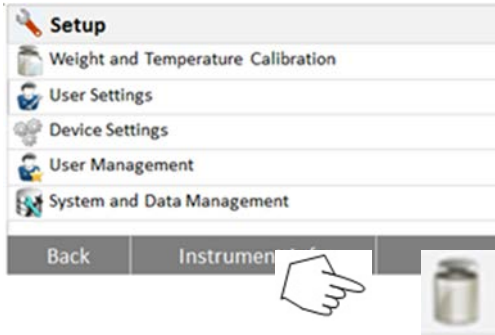 Setup
Weight and Temperature Calibration
User Settings
Device Settings
User Management
System and Data Management
Back